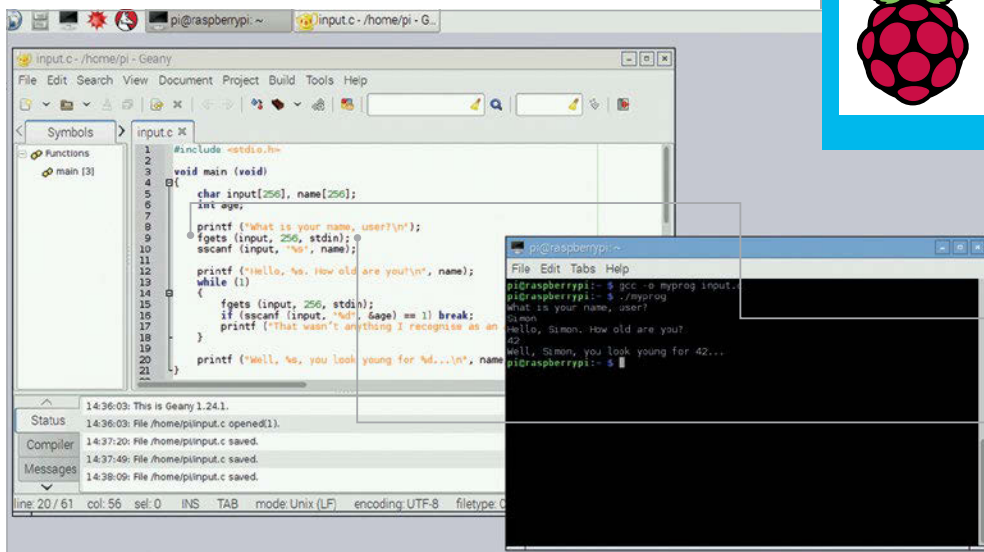 pi@raspberrypi: ~
input.c - /home/pi - G...
input.c - /home/pi - Geany
File Edit Search View Document Project Build Tools Help
Symbols
input.c
Functions
main [3]
1 #include <stdio.h>
2
3 void main (void)
4 {
5 char input[256], name[256];
6 int age;
7
8 printf ("What is your name, user?\n");
9 fgets (input, 256, stdin);
10 sscanf (input, "%s", name);
11
12 printf ("Hello, %s. How old are you?\n", name);
13 while (1)
14 {
15 fgets (input, 256, stdin);
16 if (sscanf (input, "%d", &age) == 1) break;
17 printf ("That wasn't anything I recognise as an
18 }
19
20 printf ("Well, %s, you look young for %d...\n", name
21 }
Status
Compiler
Messages
14:36:03: This is Geany 1.24.1.
14:36:03: File /home/pi/input.c opened(1).
14:37:20: File /home/pi/input.c saved.
14:37:49: File /home/pi/input.c saved.
14:38:09: File /home/pi/input.c saved.
line: 20 / 61 col: 56 sel: 0 INS TAB mode: Unix (LF) encoding: UTF-8 filetype: C
pi@raspberrypi: ~
File Edit Tabs Help
pi@raspberrypi:~ $ gcc -o myprog input.c
pi@raspberrypi:~ $ ./myprog
What is your name, user?
Simon
Hello, Simon. How old are you?
42
Well, Simon, you look young for 42...
pi@raspberrypi:~ $